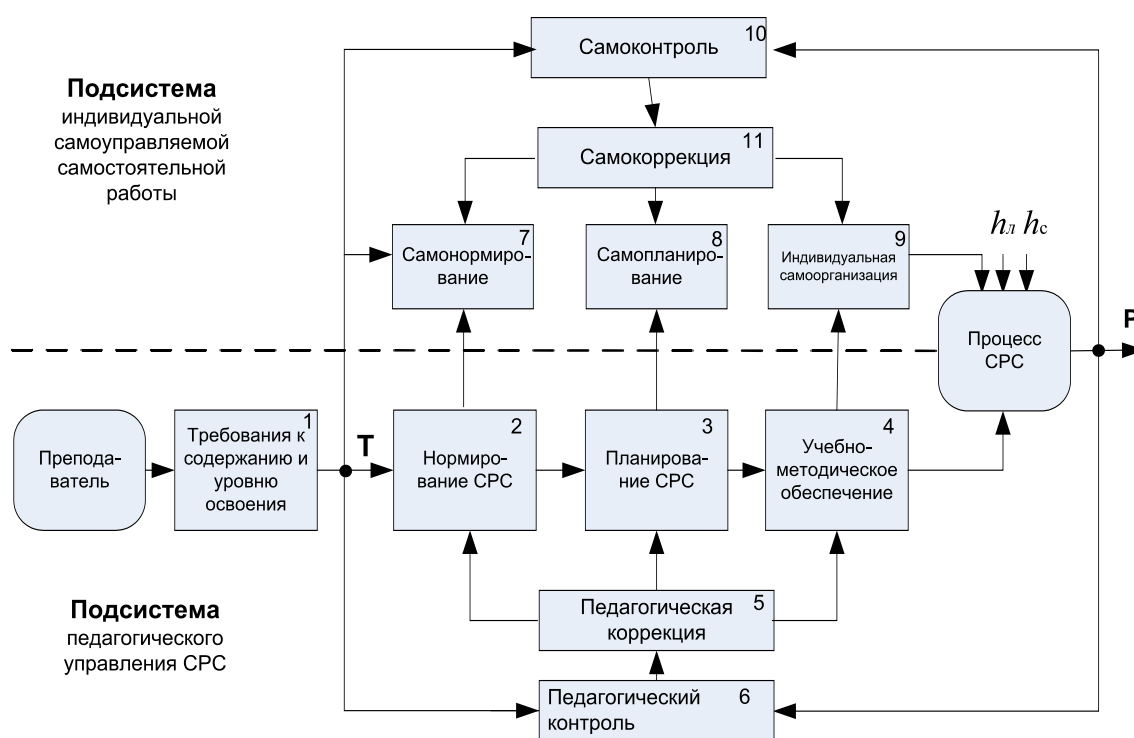 10
Самоконтроль
Подсистема
индивидуальной
самоуправляемой
самостоятельной
работы
11
Самокоррекция
7
Самонормиро-
вание
8
Самопланиро-
вание
9
Индивидуальная
самоорганизация
hл hс
Процесс
СРС
Р
Препода-
ватель
1
Требования к
содержанию и
уровню
освоения
Т
2
Нормиро-
вание СРС
3
Планирова-
ние СРС
4
Учебно-
методическое
обеспечение
Подсистема
педагогического
управления СРС
5
Педагогическая
коррекция
6
Педагогический
контроль